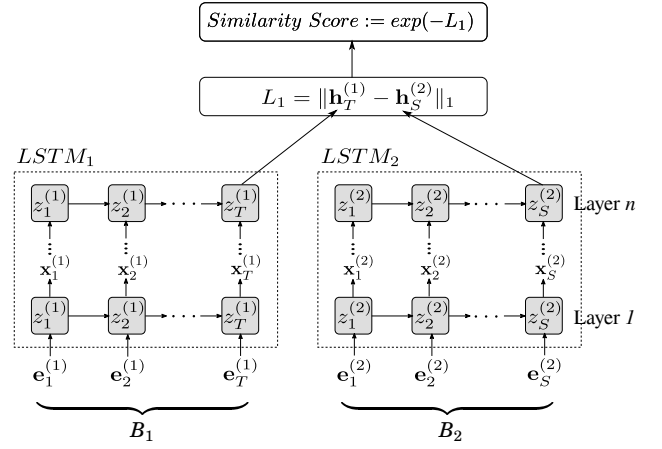 Similarity Score := exp(−L₁)
L₁ = ‖h_T^(1) − h_S^(2)‖₁
LSTM₁ LSTM₂
z₁^(1) z₂^(1) · · · z_T^(1) z₁^(2) z₂^(2) · · · z_S^(2) Layer n
x₁^(1) x₂^(1) x_T^(1) x₁^(2) x₂^(2) x_S^(2)
z₁^(1) z₂^(1) · · · z_T^(1) z₁^(2) z₂^(2) · · · z_S^(2) Layer 1
e₁^(1) e₂^(1) e_T^(1) e₁^(2) e₂^(2) e_S^(2)
B₁ B₂